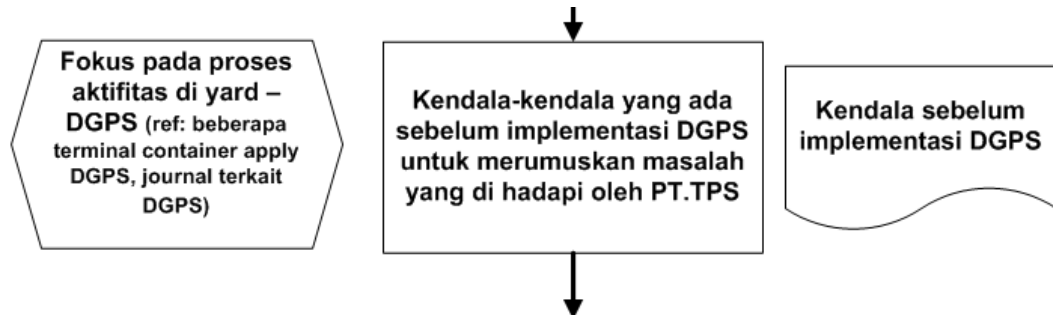 Fokus pada proses
aktifitas di yard –
DGPS (ref: beberapa
terminal container apply
DGPS, journal terkait
DGPS)
Kendala-kendala yang ada
sebelum implementasi DGPS
untuk merumuskan masalah
yang di hadapi oleh PT.TPS
Kendala sebelum
implementasi DGPS